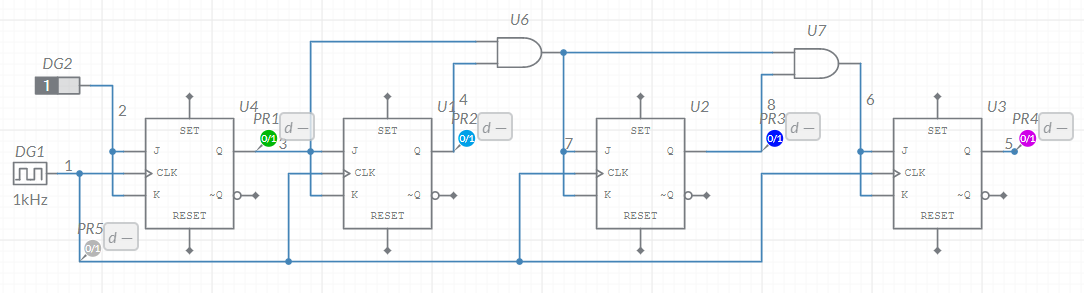 U6
U7
DG2
1
2
U4
PR1
d —
0/1
3
U1
4
PR2
d —
0/1
U2
8
PR3
d —
0/1
6
U3
PR4
d —
0/1
5
7
SET
J
Q
CLK
K
~Q
RESET
SET
J
Q
CLK
K
~Q
RESET
SET
J
Q
CLK
K
~Q
RESET
SET
J
Q
CLK
K
~Q
RESET
DG1
1
1kHz
PR5
d —
0/1